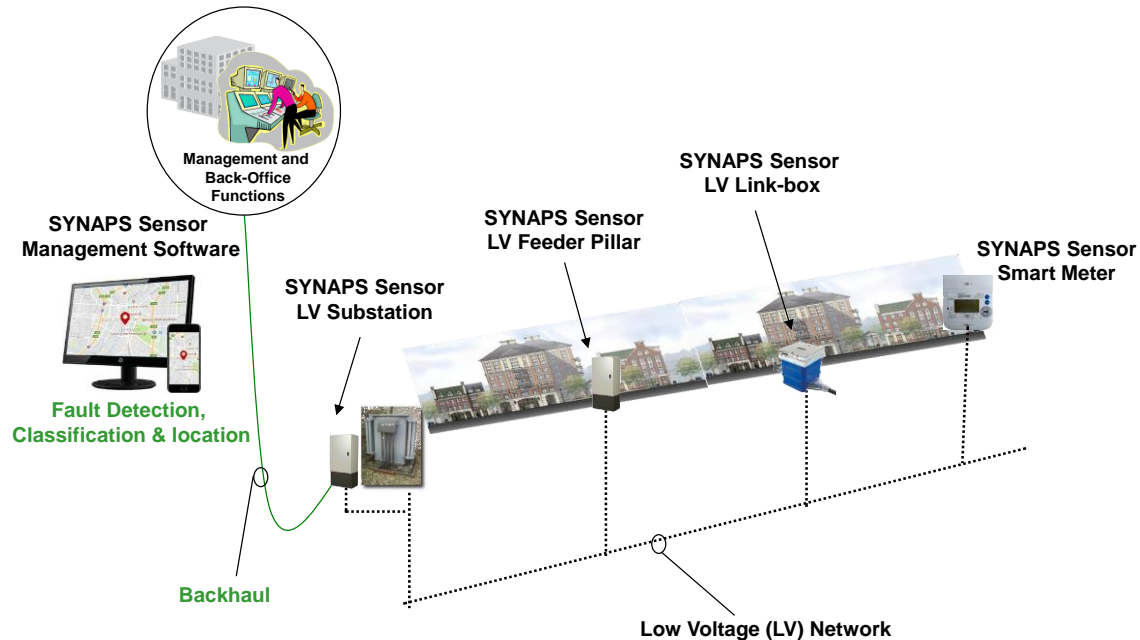 Management and
Back-Office
Functions
SYNAPS Sensor
Management Software
Fault Detection,
Classification & location
SYNAPS Sensor
LV Substation
SYNAPS Sensor
LV Feeder Pillar
SYNAPS Sensor
LV Link-box
SYNAPS Sensor
Smart Meter
Backhaul
Low Voltage (LV) Network